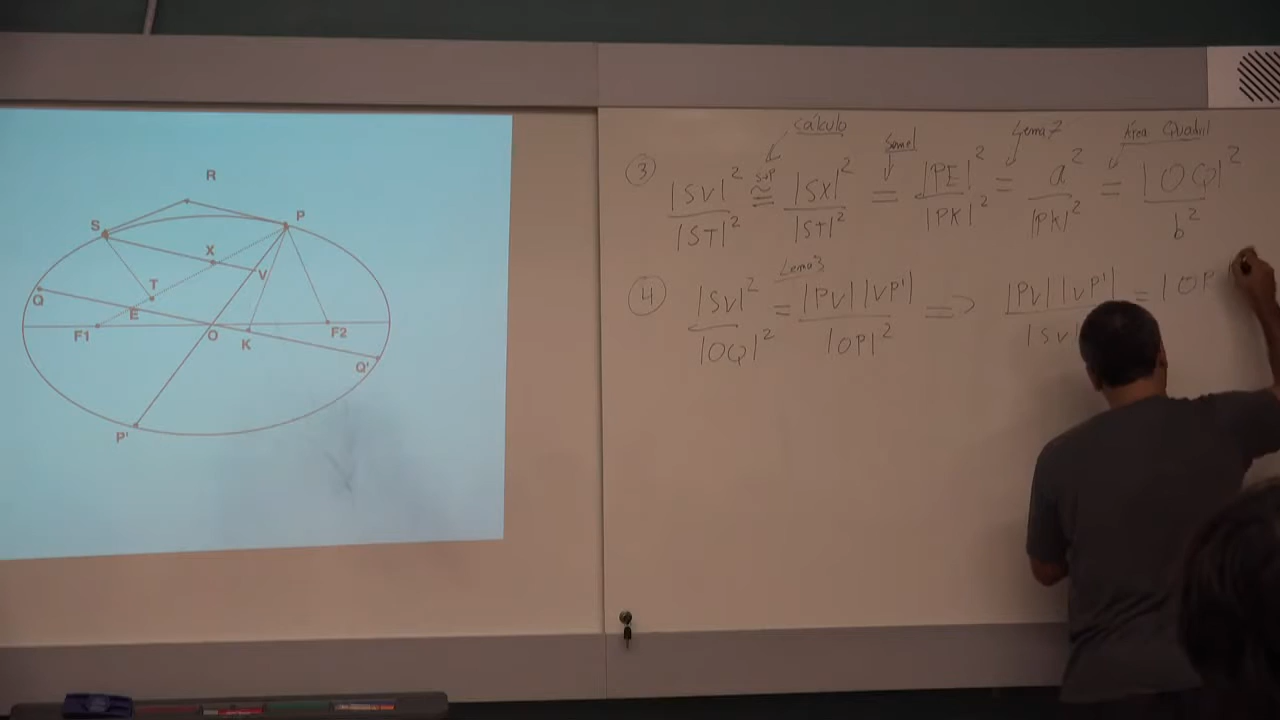 R
S
P
X
V
T
Q
E
F1
O
K
F2
Q'
P'
cálculo
Semel
Lema 2
Área Quadril
③ |SV|² / |ST|² ≅ sup |SX|² / |ST|² = |PE|² / |PK|² = a² / |PK|² = |OQ|² / b²
Lema 3
④ |SV|² / |OQ|² = |PV| |VP'| / |OP|² => |PV| |VP'| / |SV| = |OP